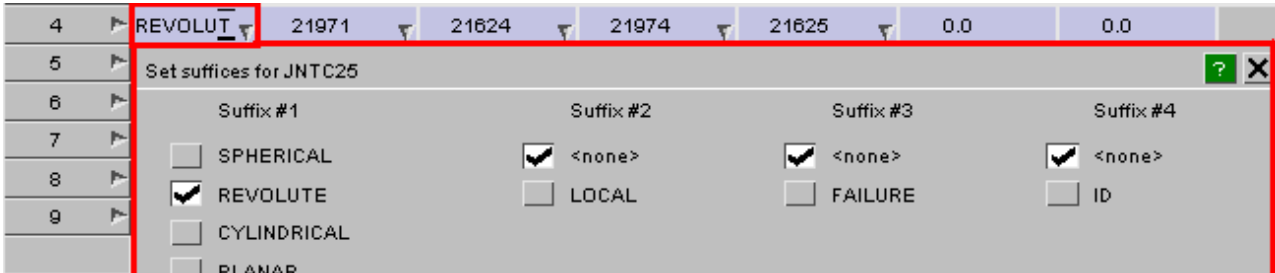 4 REVOLUT 21971 21624 21974 21625 0.0 0.0
5 Set suffices for JNTC25 ? X
6 Suffix #1 Suffix #2 Suffix #3 Suffix #4
7 SPHERICAL <none> <none> <none>
8 REVOLUTE LOCAL FAILURE ID
9 CYLINDRICAL
PLANAR